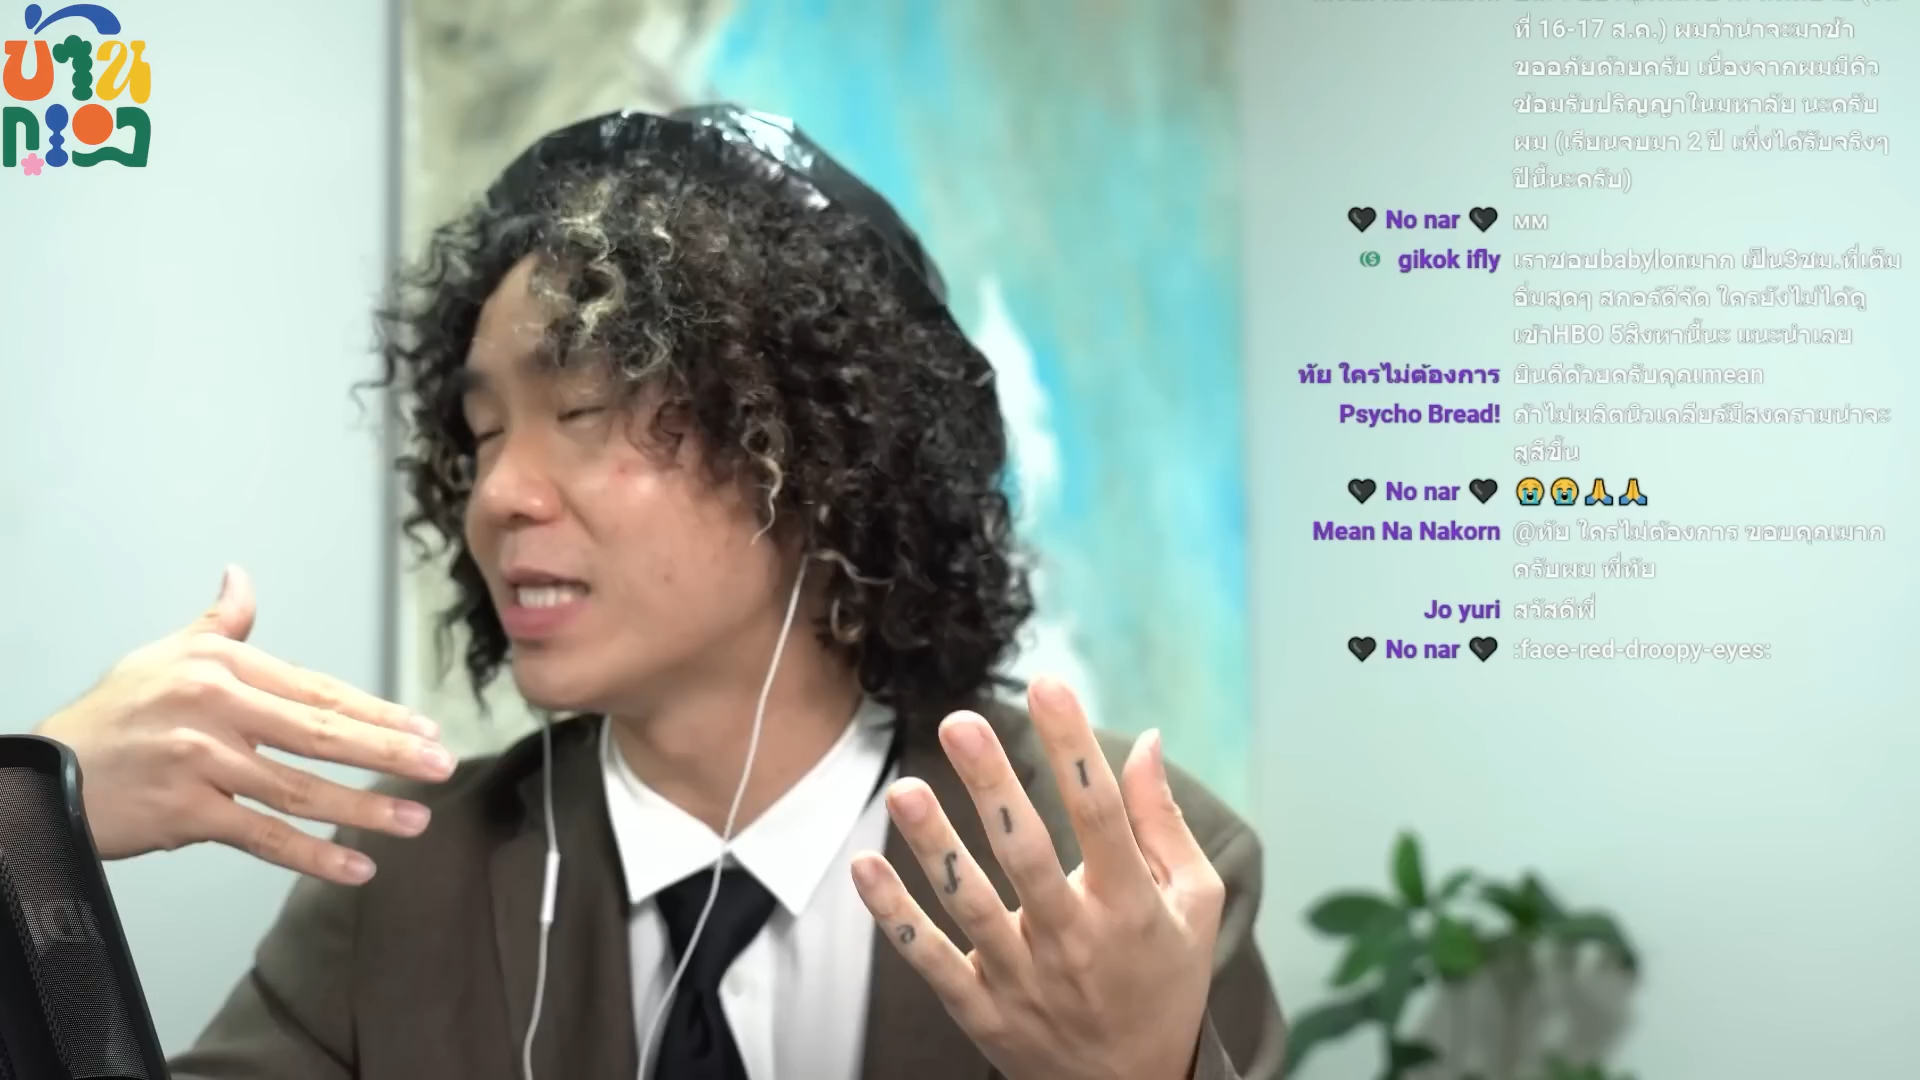 บ้าน
กูเอง
ที่ 16-17 ส.ค.) ผมว่าน่าจะมาช้า
ขออภัยด้วยครับ เนื่องจากผมมีคิว
ซ้อมรับปริญญาในมหาลัย นะครับ
ผม (เรียนจบมา 2 ปี เพิ่งได้รับจริงๆ
ปีนี้นะครับ)
🖤 No nar 🖤 мм
gikok ifly เราชอบbabylonมาก เป็น3ชม.ที่เต็ม
อิ่มสุดๆ สกอร์ดีจัด ใครยังไม่ได้ดู
เข้าHBO 5สิงหานี้นะ แนะนำเลย
ทัย ใครไม่ต้องการ ยินดีด้วยครับคุณmean
Psycho Bread! ถ้าไม่ผลิตนิวเคลียร์มีสงครามน่าจะ
สูสีขึ้น
🖤 No nar 🖤 😭😭🙏🙏
Mean Na Nakorn @ทัย ใครไม่ต้องการ ขอบคุณมาก
ครับผม พี่ทัย
Jo yuri สวัสดีพี่
🖤 No nar 🖤 :face-red-droopy-eyes: